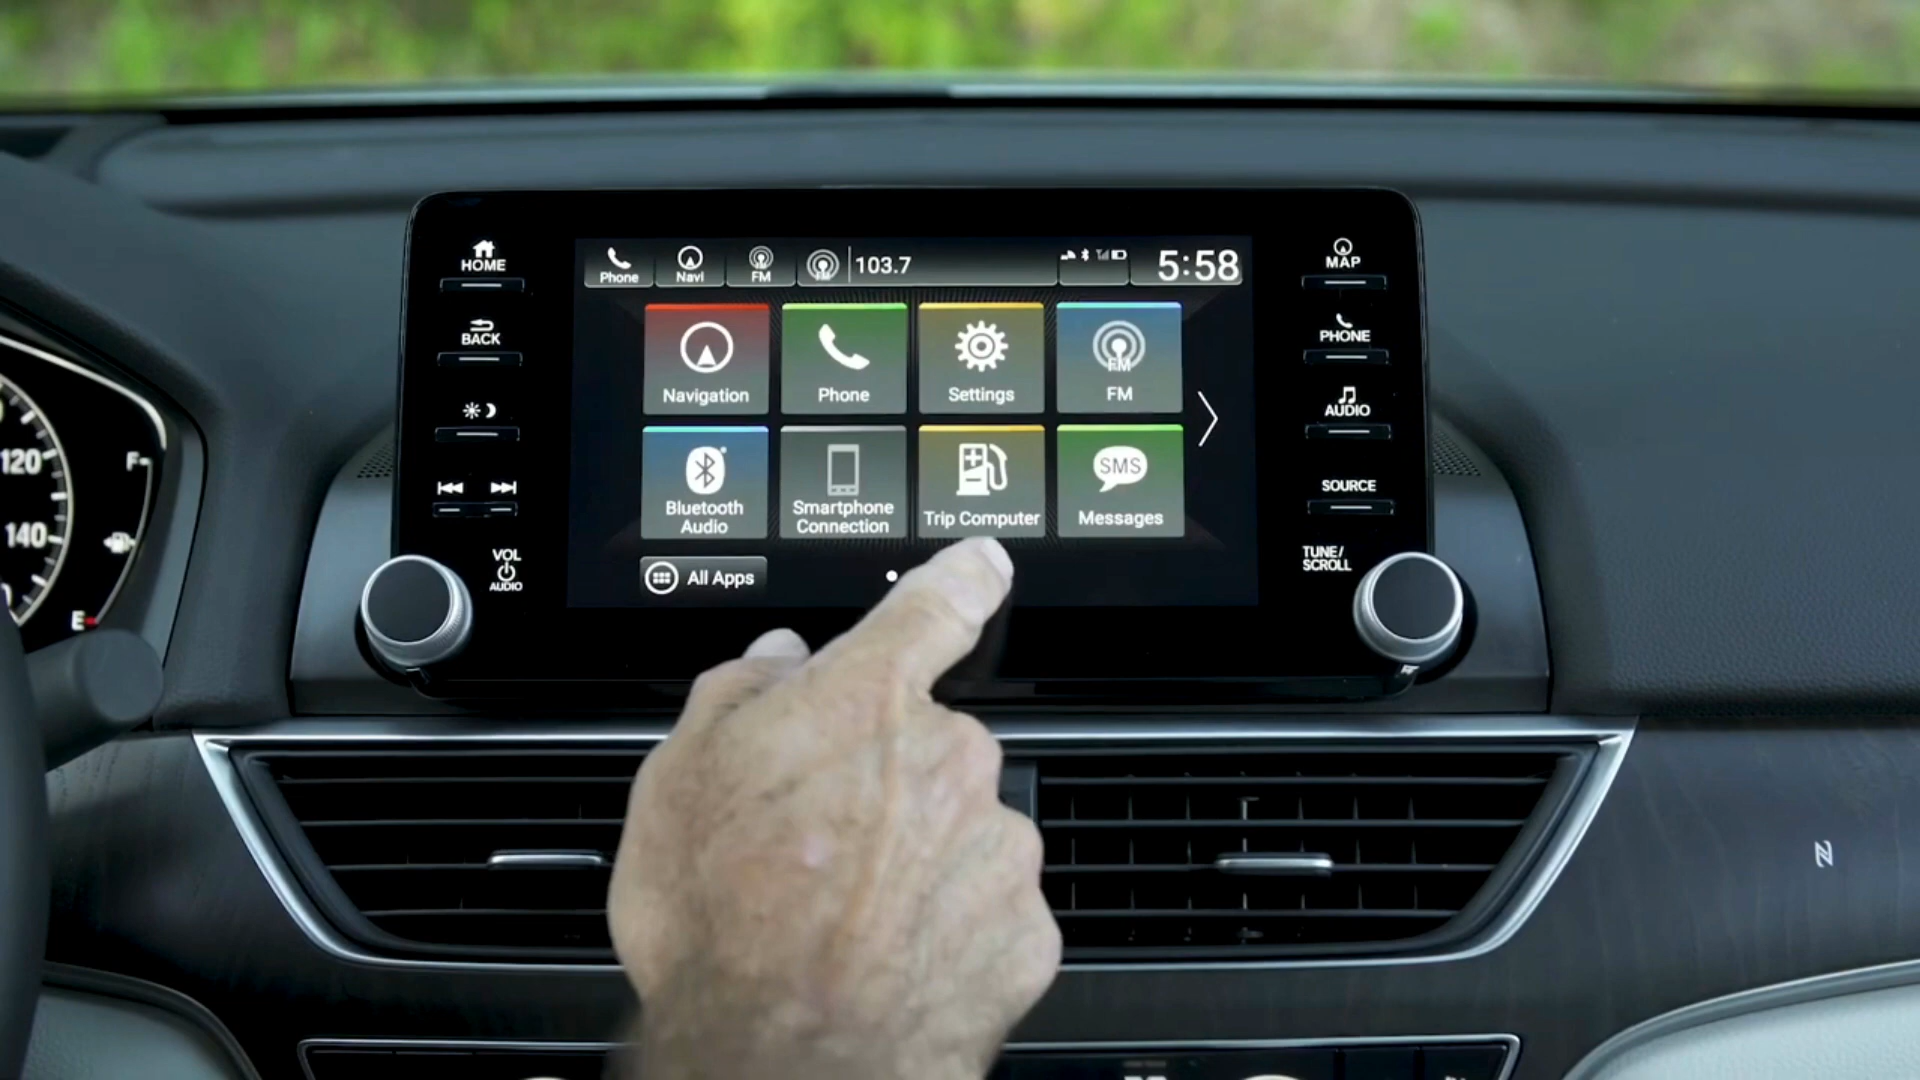 HOME
BACK
VOL
AUDIO
Phone
Navi
FM
103.7
5:58
Navigation
Phone
Settings
FM
FM
Bluetooth
Audio
Smartphone
Connection
Trip Computer
SMS
Messages
All Apps
MAP
PHONE
AUDIO
SOURCE
TUNE/
SCROLL
120
140
F
E